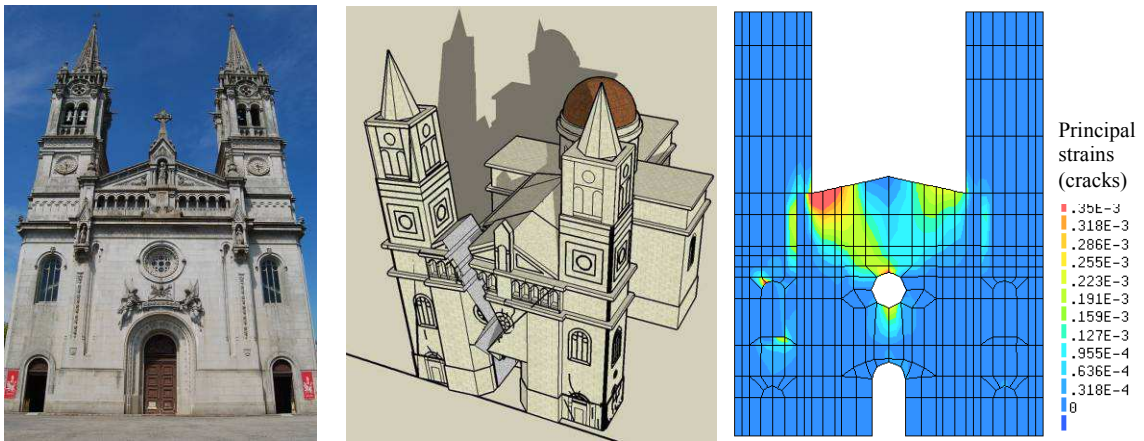 Principal
strains
(cracks)
.35E-3
.318E-3
.286E-3
.255E-3
.223E-3
.191E-3
.159E-3
.127E-3
.955E-4
.636E-4
.318E-4
0